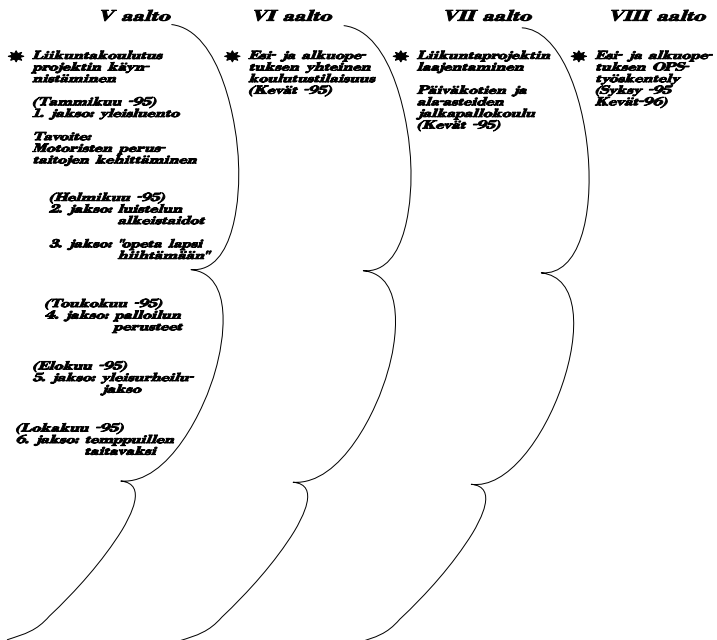 V aalto
Liikuntakoulutus
projektin käyn-
nistäminen
(Tammikuu -95)
1. jakso: yleisluento
Tavoite:
Motoristen perus-
taitojen kehittäminen
(Helmikuu -95)
2. jakso: luistelun
alkeistaidot
3. jakso: "opeta lapsi
hiihtämään"
(Toukokuu -95)
4. jakso: palloilun
perusteet
(Elokuu -95)
5. jakso: yleisurheilu-
jakso
(Lokakuu -95)
6. jakso: temppuillen
taitavaksi
VI aalto
Esi- ja alkuope-
tuksen yhteinen
koulutustilaisuus
(Kevät -95)
VII aalto
Liikuntaprojektin
laajentaminen
Päiväkotien ja
ala-asteiden
jalkapallokoulu
(Kevät -95)
VIII aalto
Esi- ja alkuope-
tuksen OPS-
työskentely
(Syksy -95
Kevät-96)